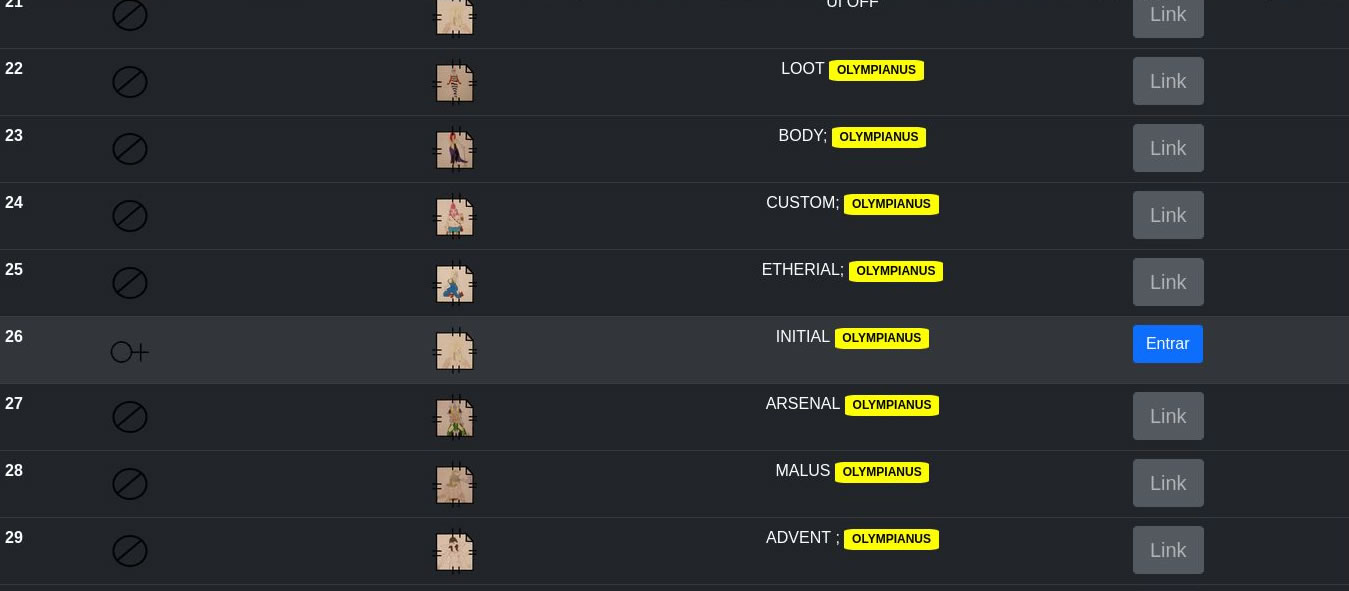 21 UI OFF Link
22 LOOT OLYMPIANUS Link
23 BODY; OLYMPIANUS Link
24 CUSTOM; OLYMPIANUS Link
25 ETHERIAL; OLYMPIANUS Link
26 INITIAL OLYMPIANUS Entrar
27 ARSENAL OLYMPIANUS Link
28 MALUS OLYMPIANUS Link
29 ADVENT ; OLYMPIANUS Link